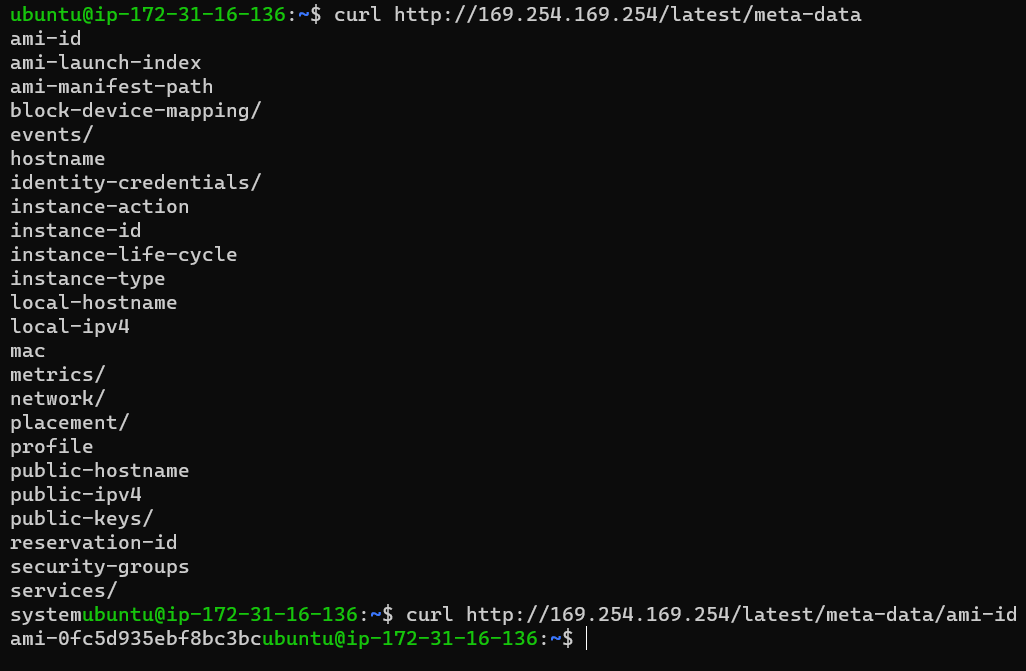 ubuntu@ip-172-31-16-136:~$ curl http://169.254.169.254/latest/meta-data
ami-id
ami-launch-index
ami-manifest-path
block-device-mapping/
events/
hostname
identity-credentials/
instance-action
instance-id
instance-life-cycle
instance-type
local-hostname
local-ipv4
mac
metrics/
network/
placement/
profile
public-hostname
public-ipv4
public-keys/
reservation-id
security-groups
services/
systemubuntu@ip-172-31-16-136:~$ curl http://169.254.169.254/latest/meta-data/ami-id
ami-0fc5d935ebf8bc3bcubuntu@ip-172-31-16-136:~$